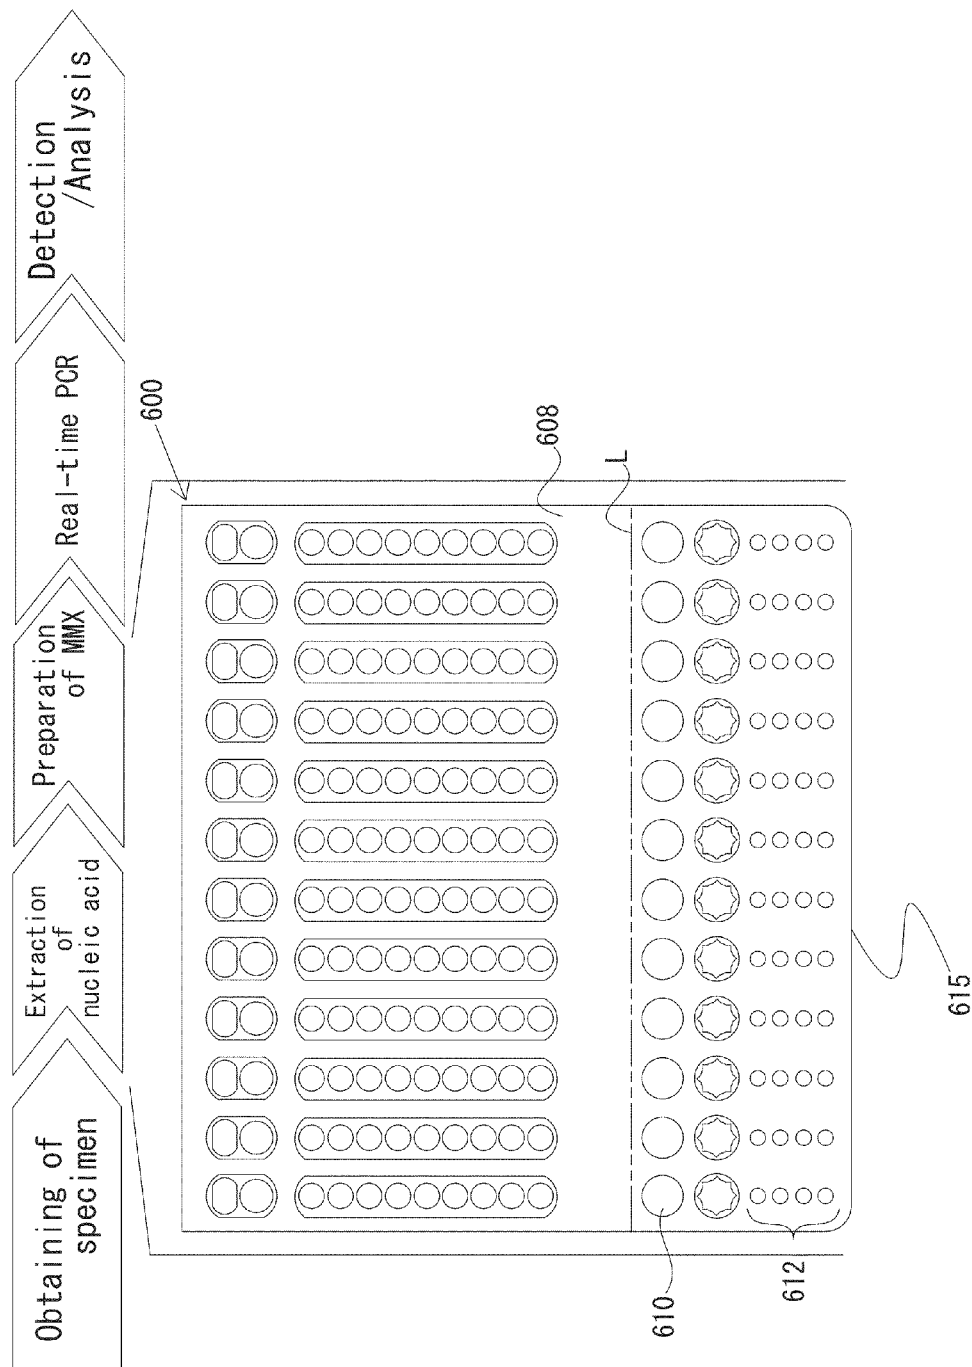 Obtaining of
specimen
Extraction
of
nucleic acid
Preparation
of MMX
Real-time PCR
Detection
/Analysis
600
608
L
610
612
615